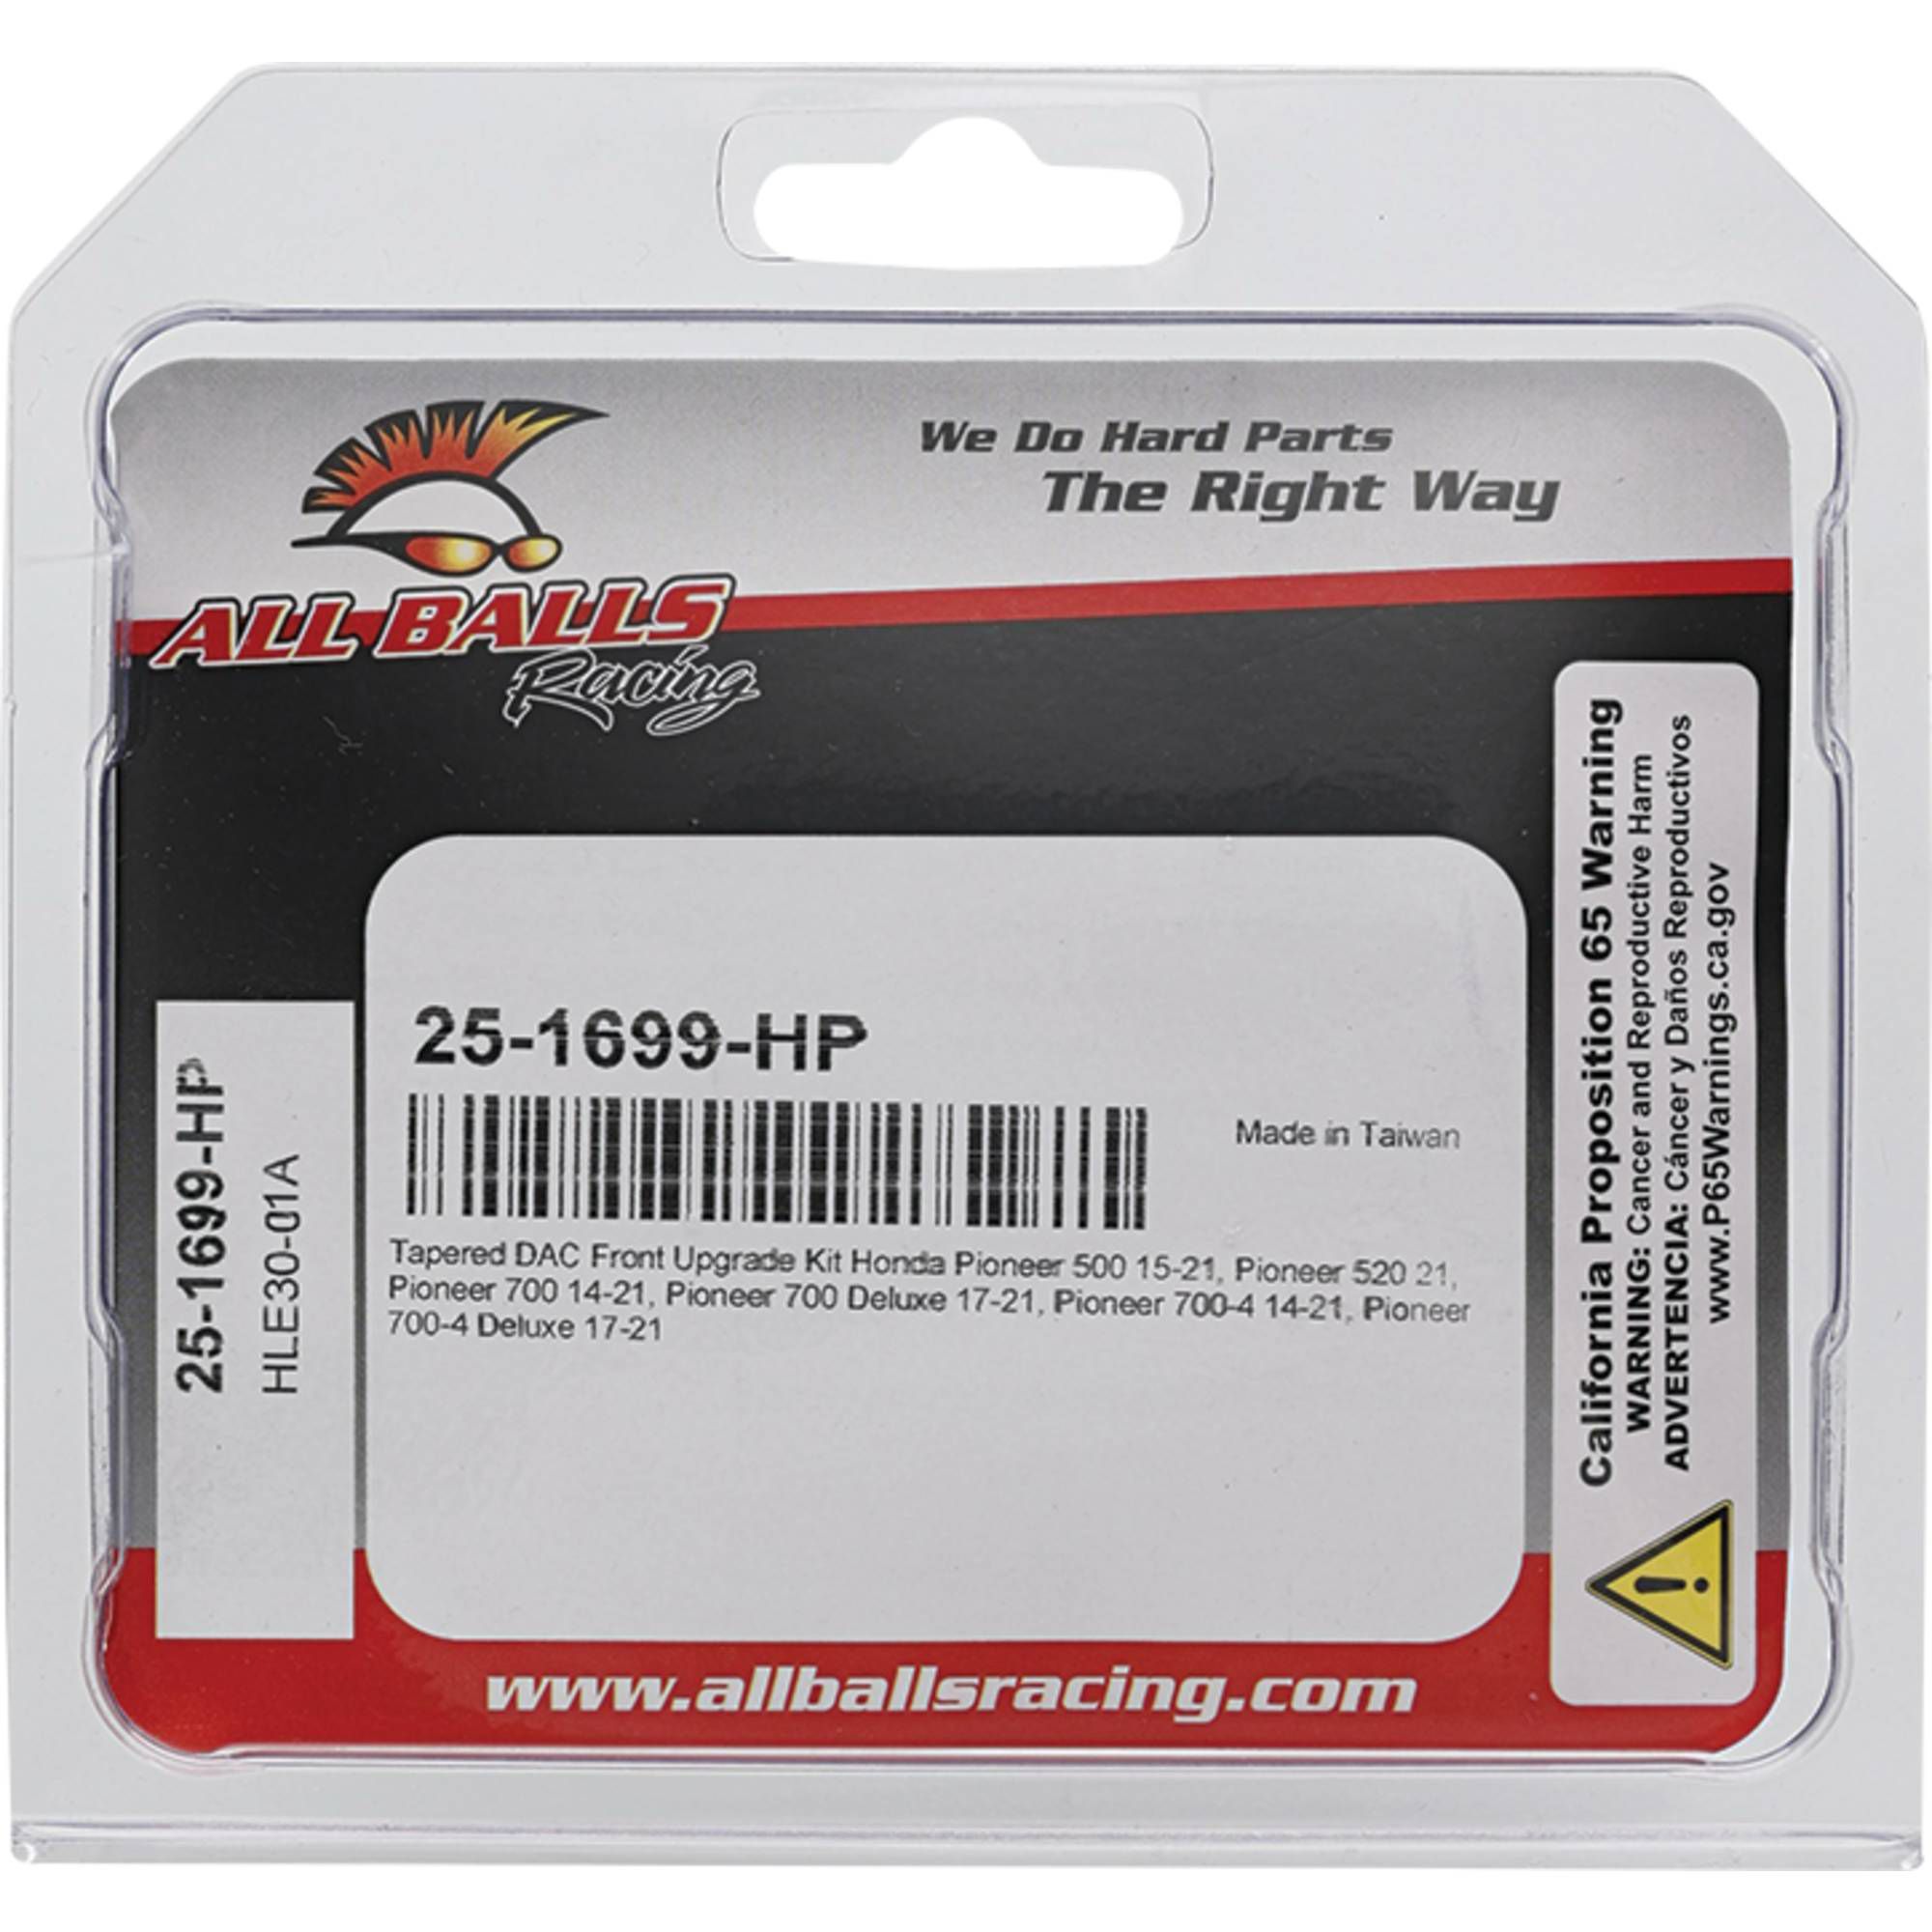 We Do Hard Parts
The Right Way
ALL BALLS
Racing
25-1699-HP
Made in Taiwan
Tapered DAC Front Upgrade Kit Honda Pioneer 500 15-21, Pioneer 520 21,
Pioneer 700 14-21, Pioneer 700 Deluxe 17-21, Pioneer 700-4 14-21, Pioneer
700-4 Deluxe 17-21
25-1699-HP
HLE30-01A
California Proposition 65 Warning
WARNING: Cancer and Reproductive Harm
ADVERTENCIA: Cáncer y Daños Reproductivos
www.P65Warnings.ca.gov
www.allballsracing.com